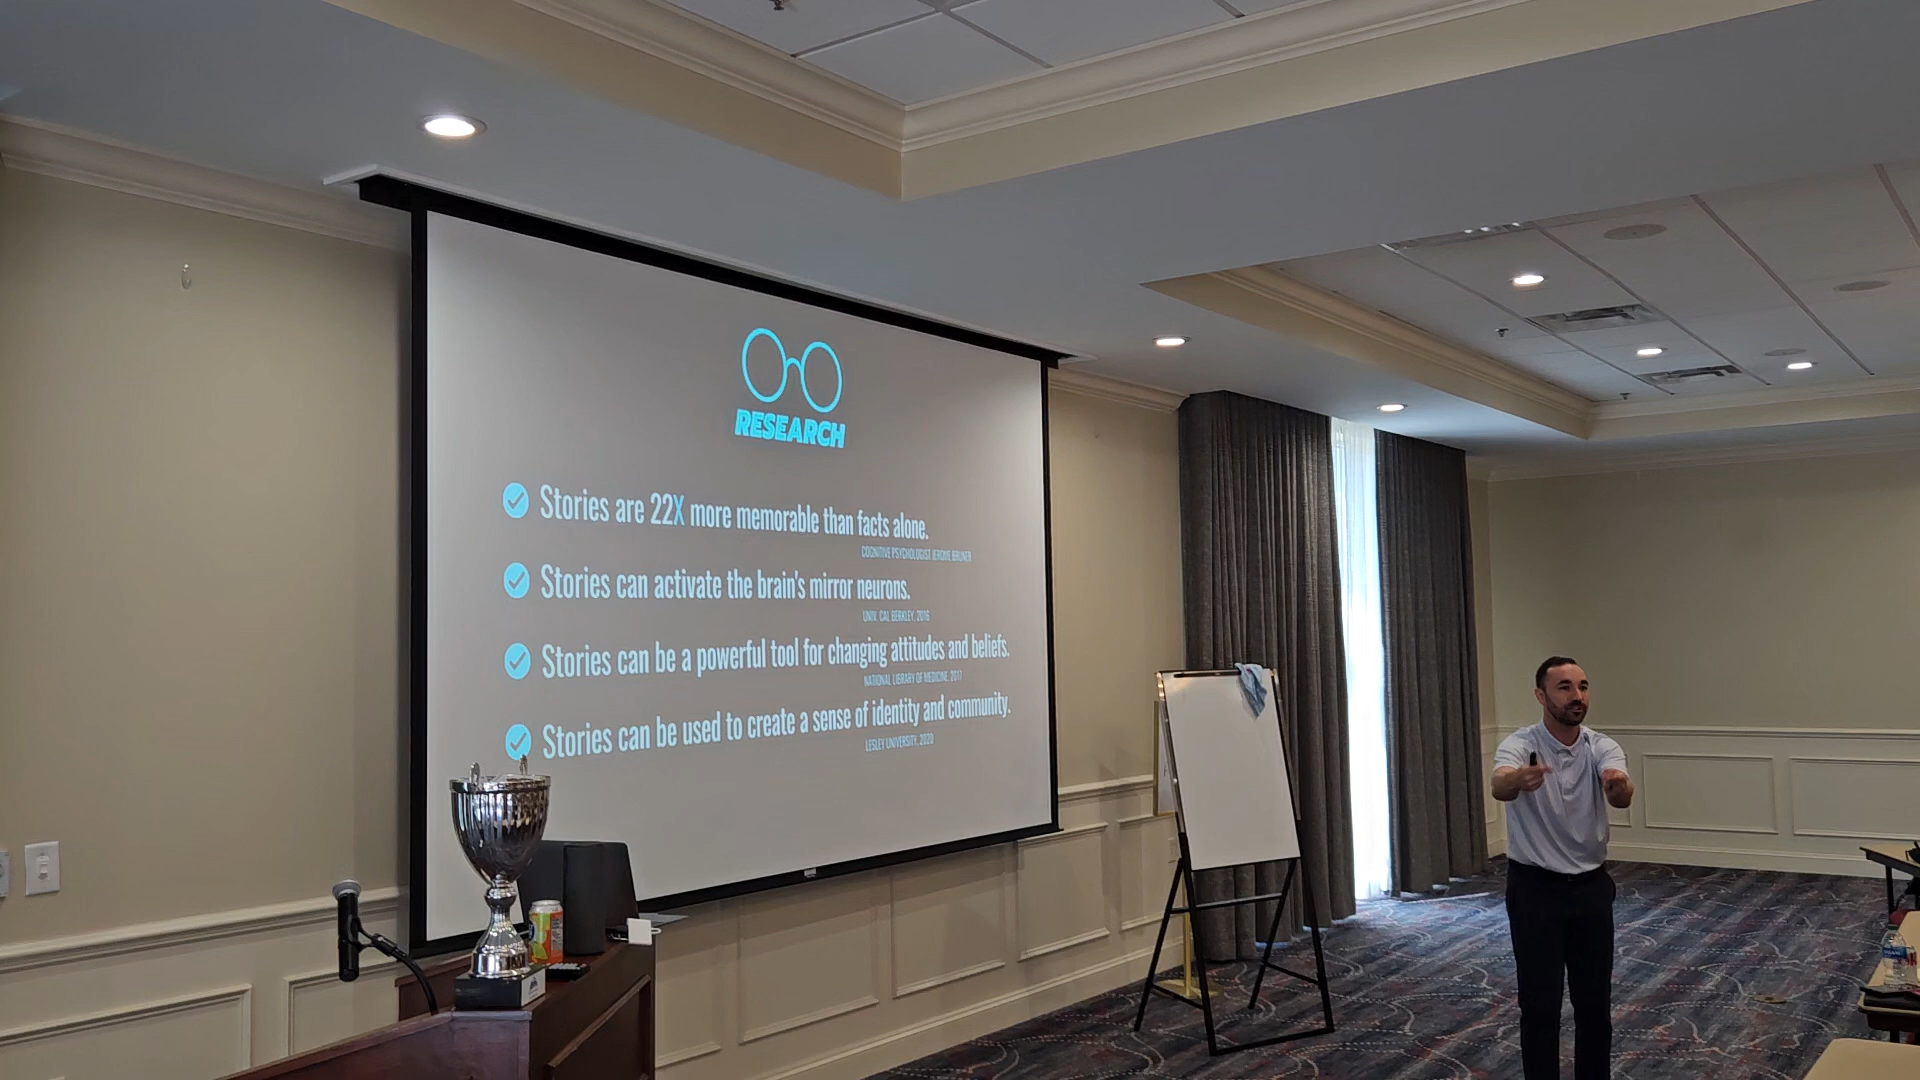 RESEARCH
Stories are 22X more memorable than facts alone.
COGNITIVE PSYCHOLOGIST JEROME BRUNER
Stories can activate the brain's mirror neurons.
UNIV. CAL BERKLEY, 2016
Stories can be a powerful tool for changing attitudes and beliefs.
NATIONAL LIBRARY OF MEDICINE, 2017
Stories can be used to create a sense of identity and community.
LESLEY UNIVERSITY, 2020